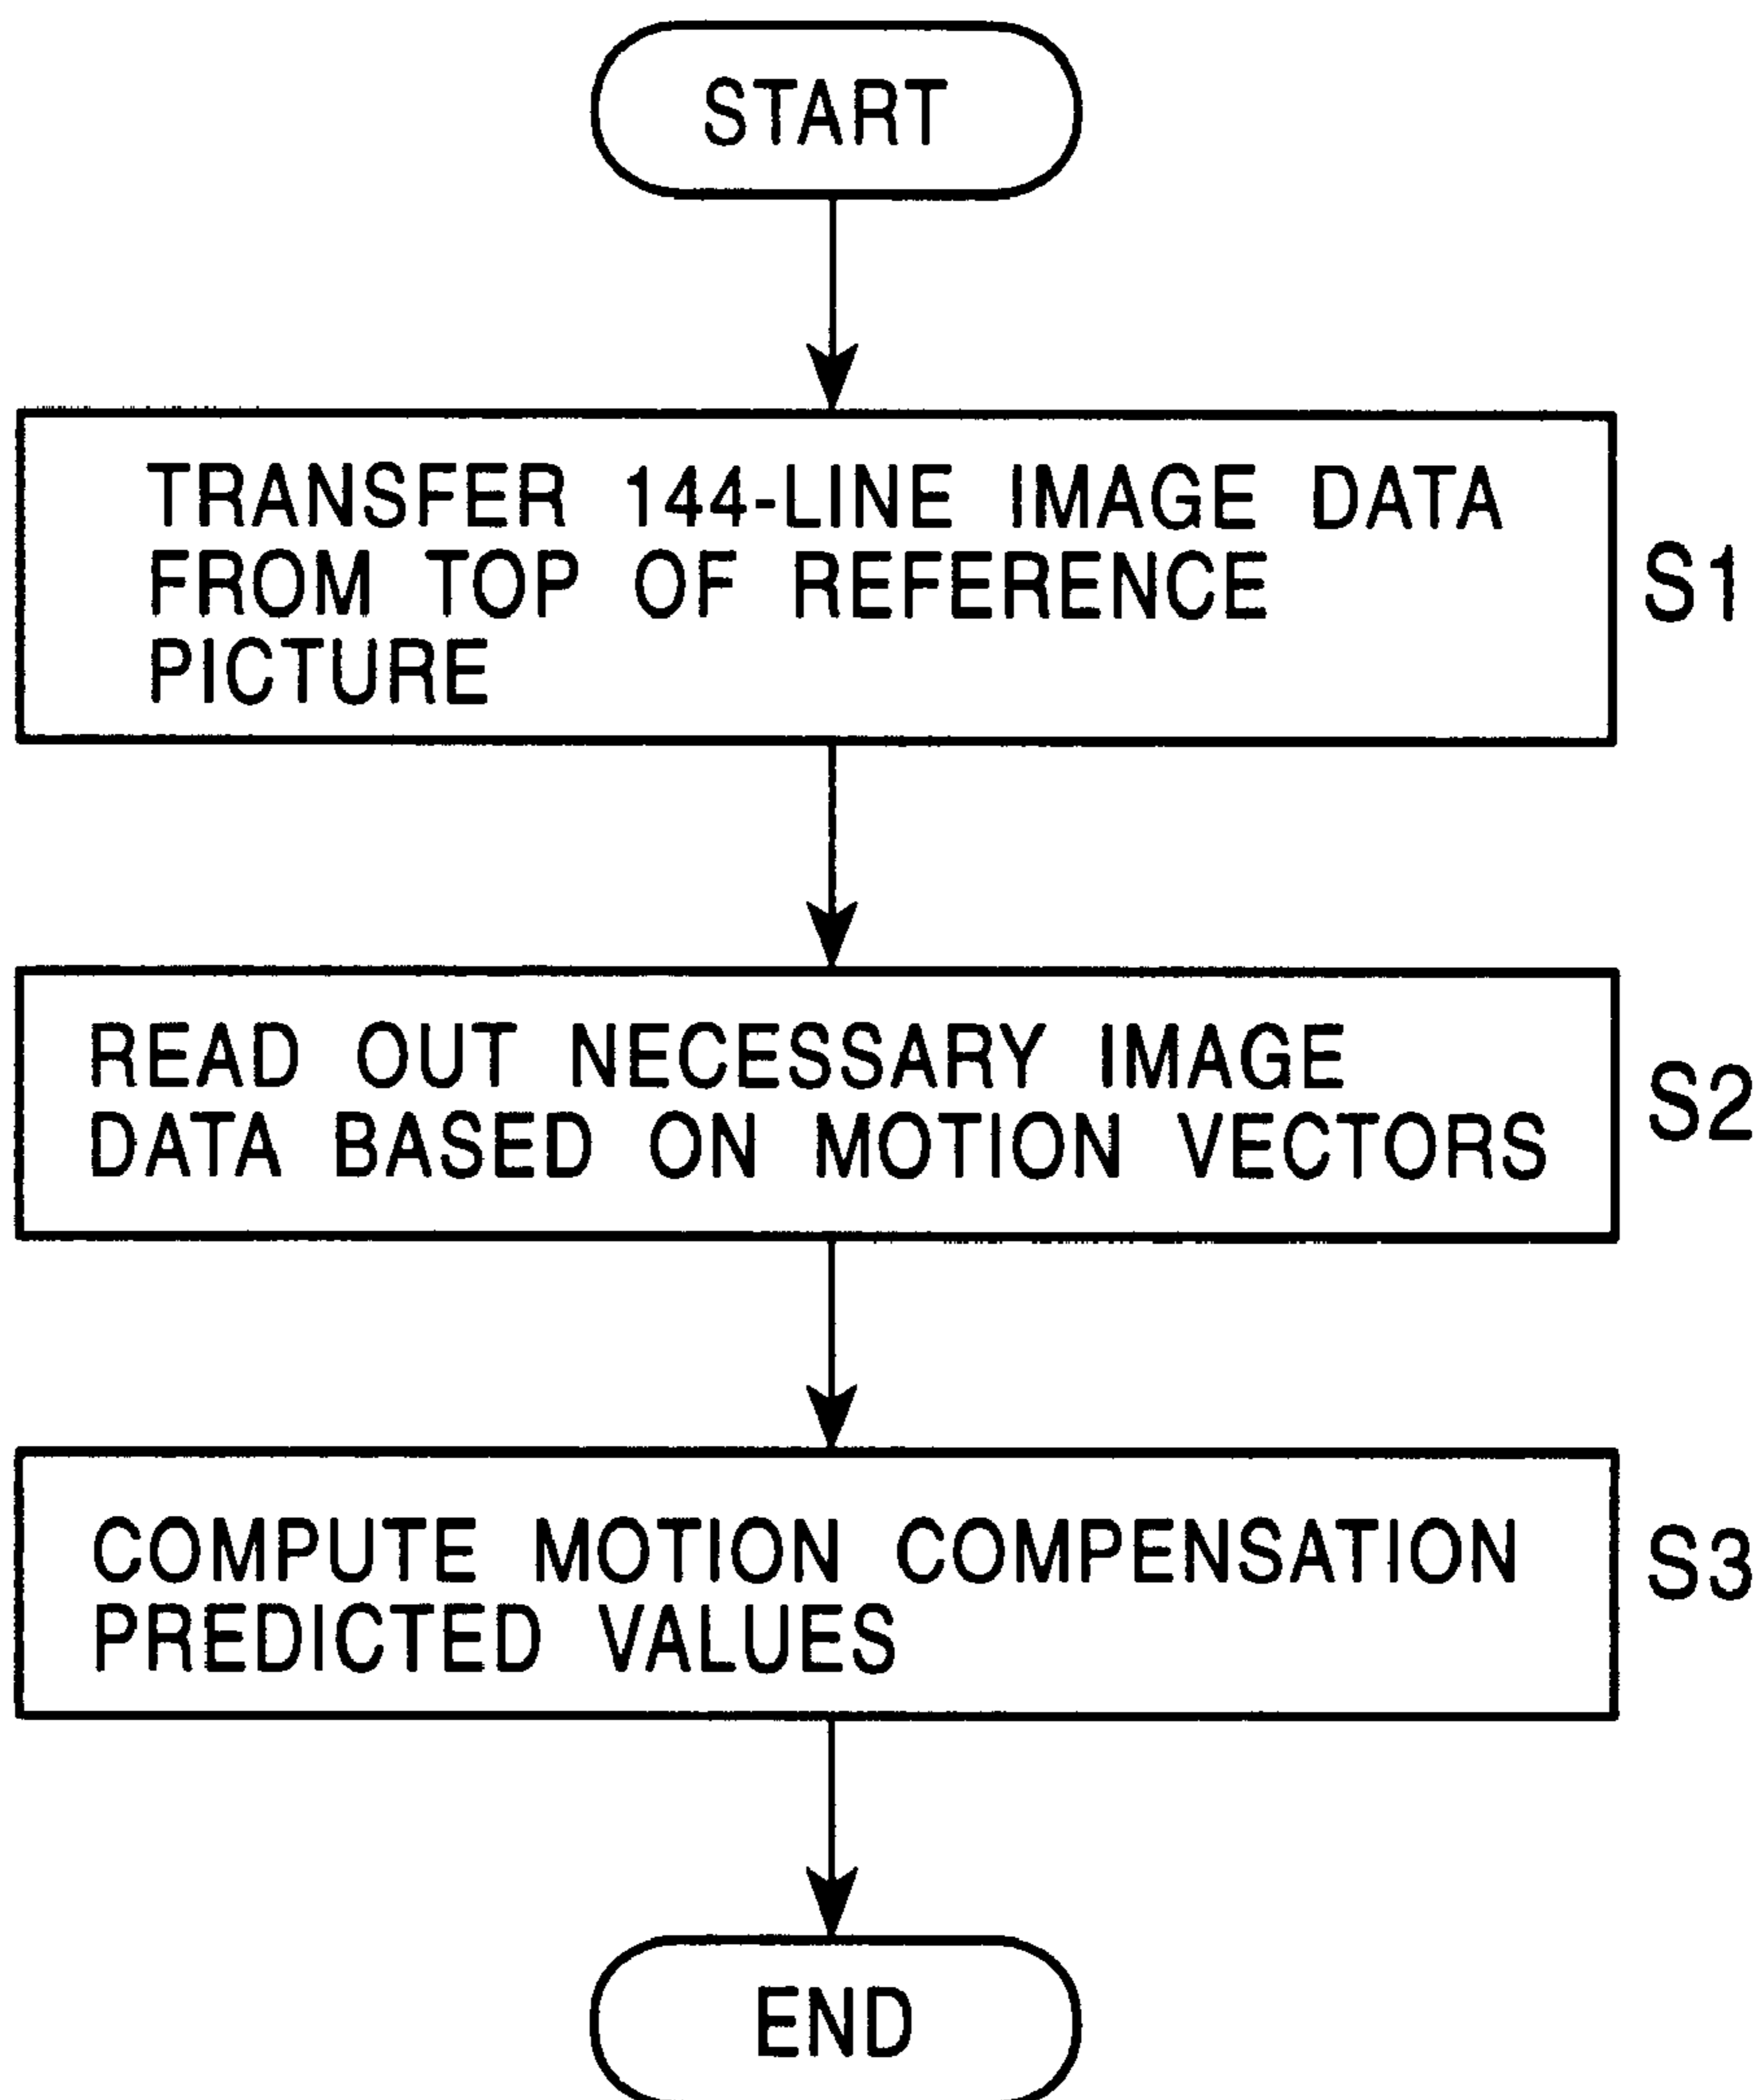 START
TRANSFER 144-LINE IMAGE DATA
FROM TOP OF REFERENCE
PICTURE
S1
READ OUT NECESSARY IMAGE
DATA BASED ON MOTION VECTORS
S2
COMPUTE MOTION COMPENSATION
PREDICTED VALUES
S3
END